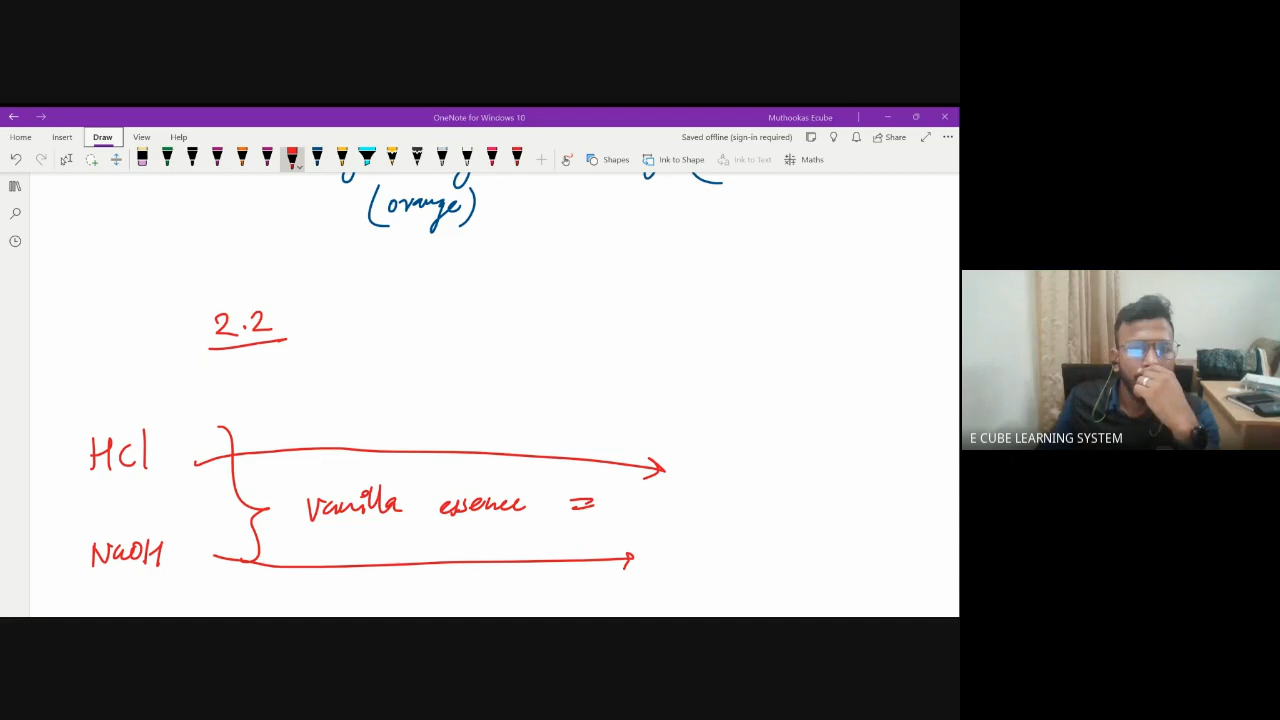 OneNote for Windows 10
Muthookas Ecube
Home Insert Draw View Help
Saved offline (sign-in required)
Share
Shapes
Ink to Shape
Ink to Text
Maths
(orange)
2.2
HCl
Vanilla essence =
NaOH
E CUBE LEARNING SYSTEM